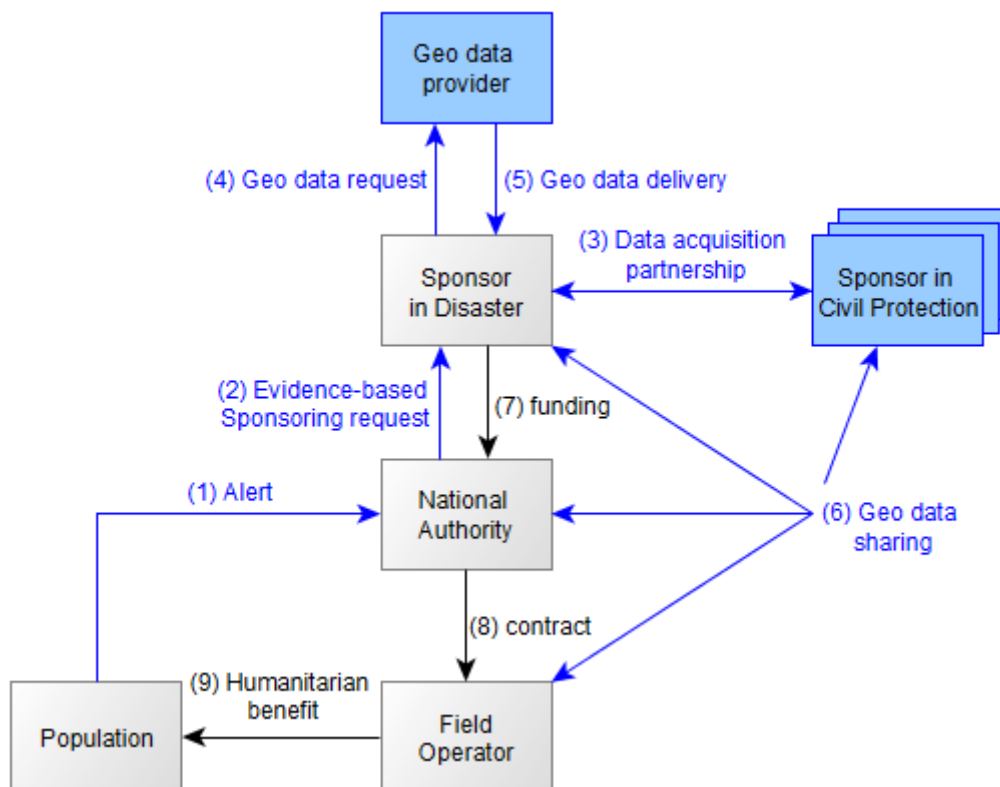 Geo data
provider
(4) Geo data request
(5) Geo data delivery
(3) Data acquisition
partnership
Sponsor
in Disaster
Sponsor in
Civil Protection
(2) Evidence-based
Sponsoring request
(7) funding
(1) Alert
National
Authority
(6) Geo data
sharing
(8) contract
(9) Humanitarian
benefit
Population
Field
Operator